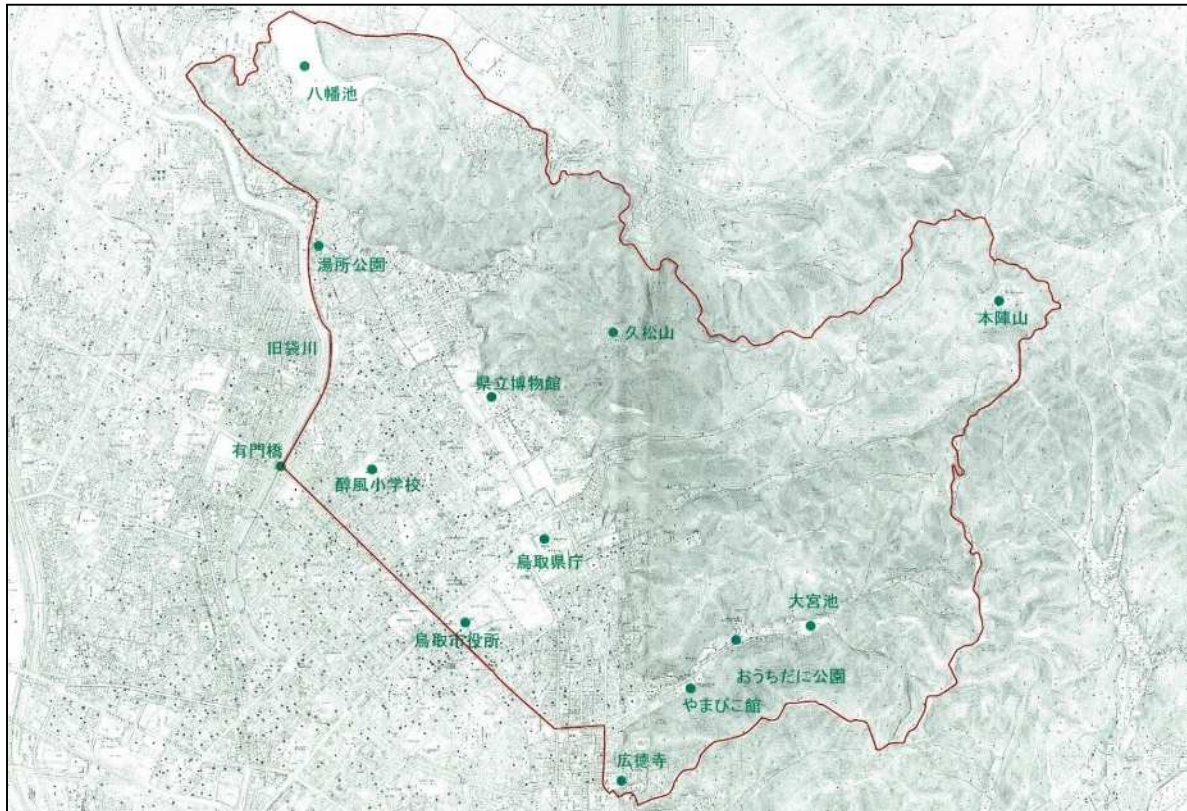 八幡池
湯所公園
久松山
本陣山
旧袋川
県立博物館
有門橋
醇風小学校
鳥取県庁
大宮池
鳥取市役所
おうちだに公園
やまびこ館
広徳寺